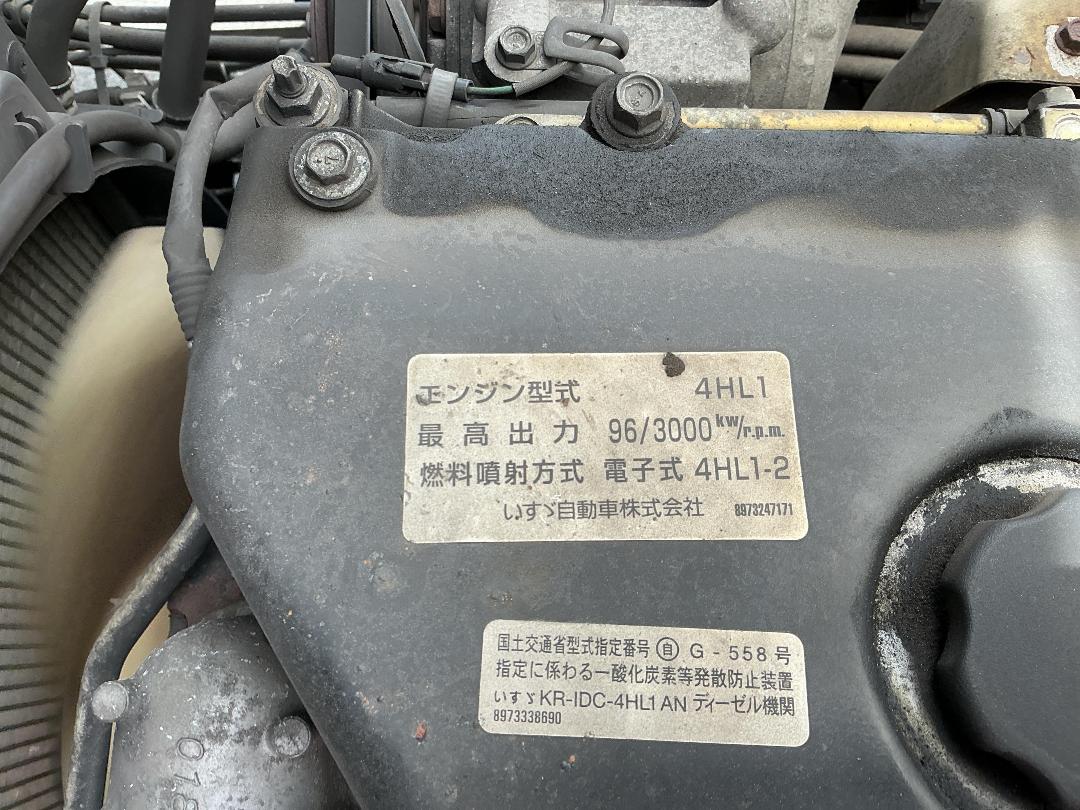 エンジン型式 4HL1
最高出力 96/3000kw/r.p.m.
燃料噴射方式 電子式 4HL1-2
いすゞ自動車株式会社 8973247171
国土交通省型式指定番号 ㊒ G-558号
指定に係わる一酸化炭素等発散防止装置
いすゞKR-IDC-4HL1AN ディーゼル機関
8973338690
7
018